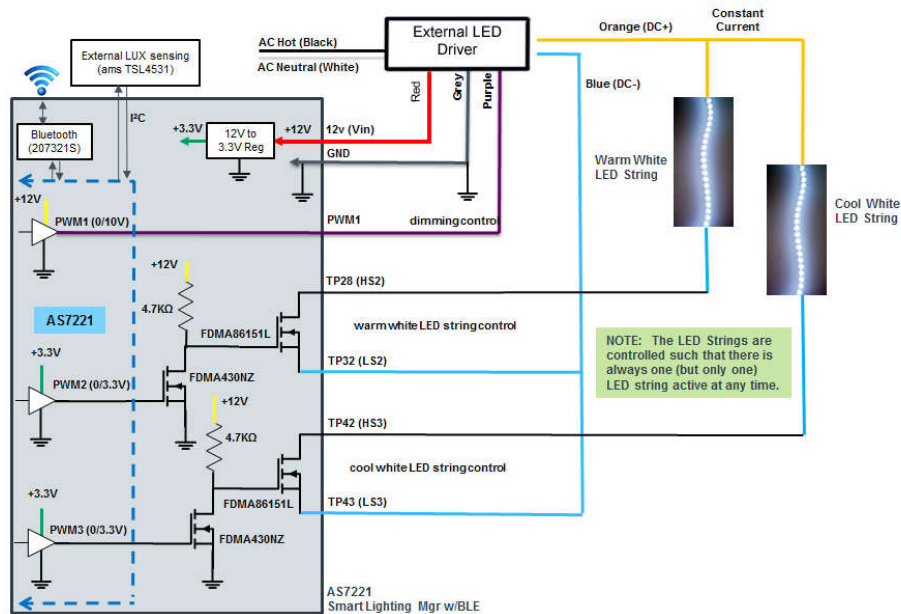 External LUX sensing
(ams TSL4531)
AC Hot (Black)
AC Neutral (White)
External LED
Driver
Orange (DC+)
Constant
Current
Blue (DC-)
Red
Grey
Purple
I²C
Bluetooth
(207321S)
+3.3V
12V to
3.3V Reg
+12V
12v (Vin)
GND
Warm White
LED String
Cool White
LED String
+12V
PWM1 (0/10V)
PWM1
dimming control
+12V
TP28 (HS2)
4.7KΩ
AS7221
FDMA86151L
warm white LED string control
NOTE: The LED Strings are
controlled such that there is
always one (but only one)
LED string active at any time.
+3.3V
TP32 (LS2)
PWM2 (0/3.3V)
FDMA430NZ
+12V
TP42 (HS3)
4.7KΩ
cool white LED string control
+3.3V
FDMA86151L
TP43 (LS3)
PWM3 (0/3.3V)
FDMA430NZ
AS7221
Smart Lighting Mgr w/BLE